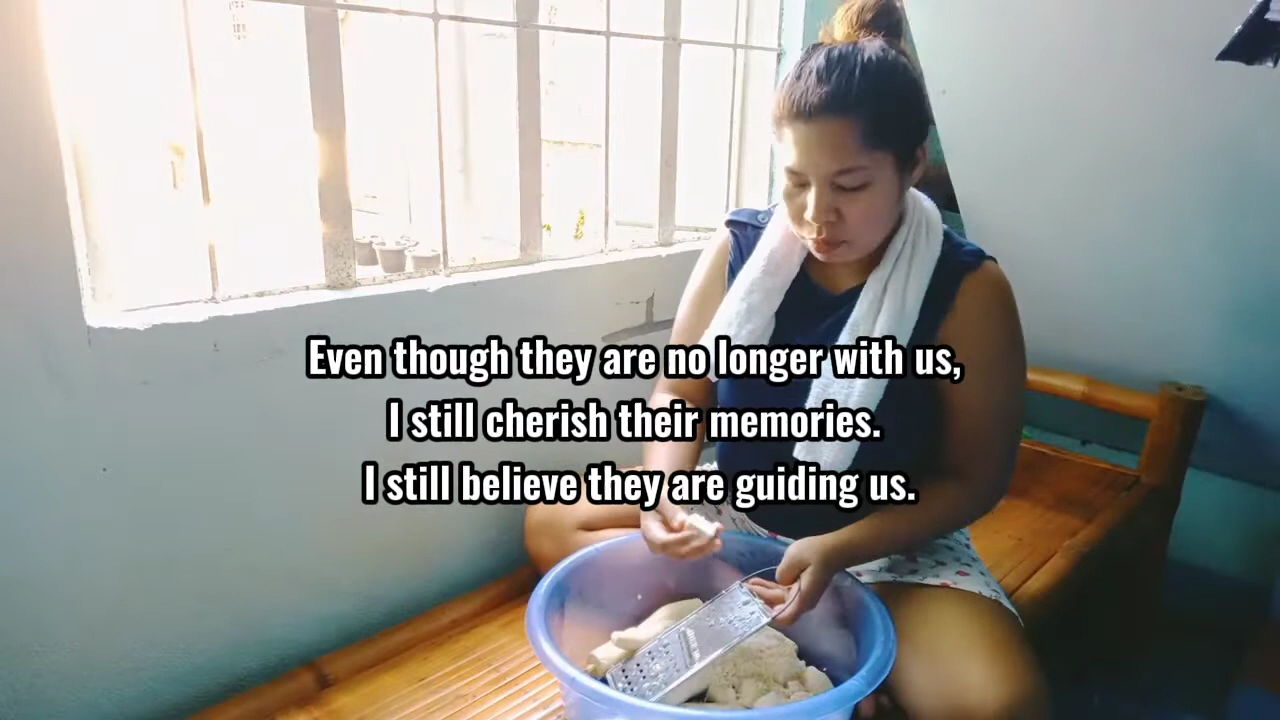 Even though they are no longer with us,
I still cherish their memories.
I still believe they are guiding us.